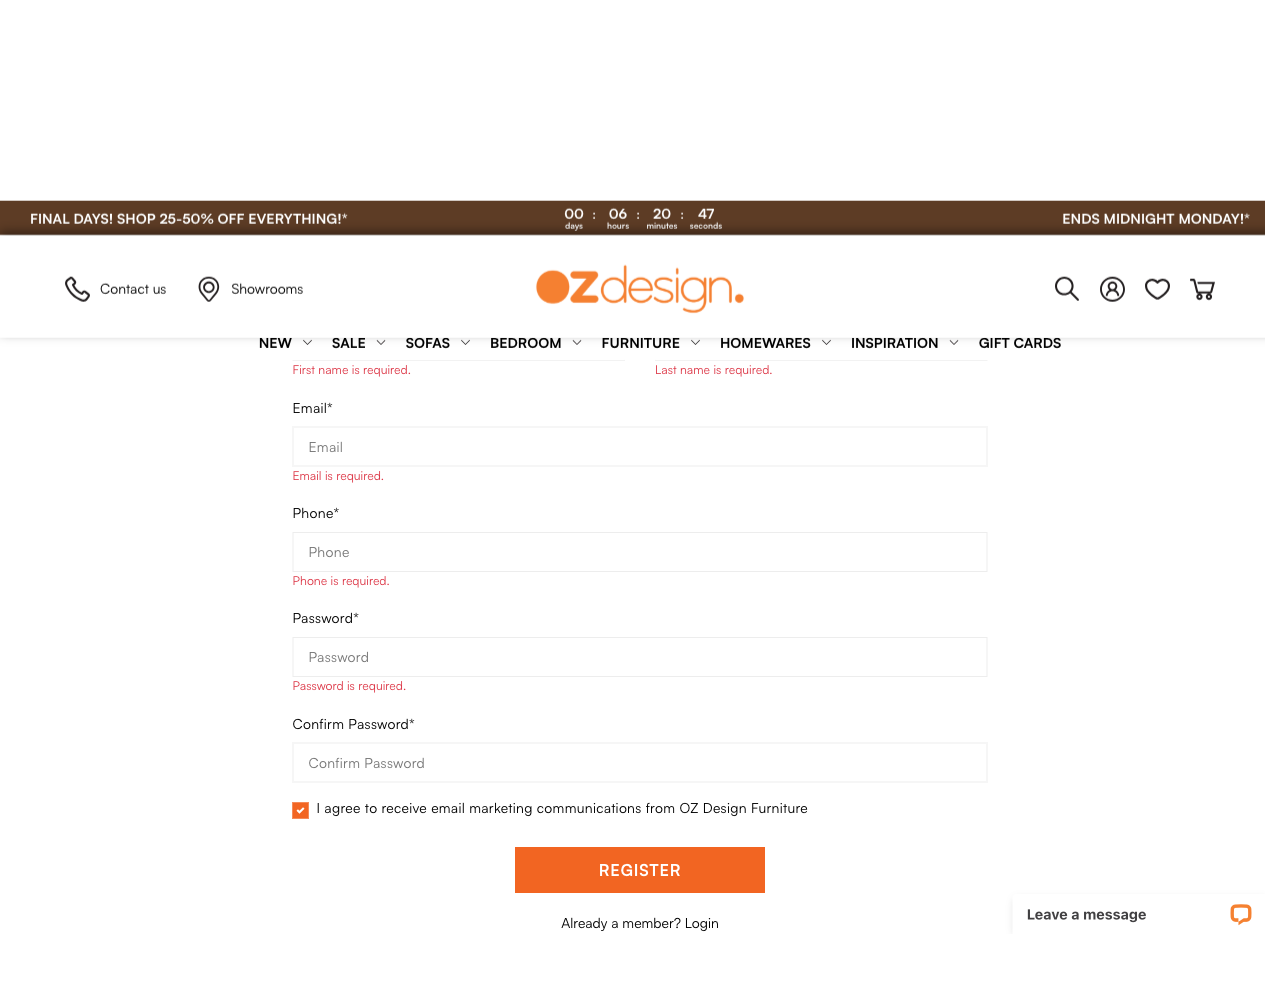 FINAL DAYS! SHOP 25-50% OFF EVERYTHING!*
00 : 06 : 20 : 47
days hours minutes seconds
ENDS MIDNIGHT MONDAY!*
Contact us
Showrooms
OZdesign.
NEW SALE SOFAS BEDROOM FURNITURE HOMEWARES INSPIRATION GIFT CARDS
First name is required.
Last name is required.
Email*
Email
Email is required.
Phone*
Phone
Phone is required.
Password*
Password
Password is required.
Confirm Password*
Confirm Password
I agree to receive email marketing communications from OZ Design Furniture
REGISTER
Already a member? Login
Leave a message